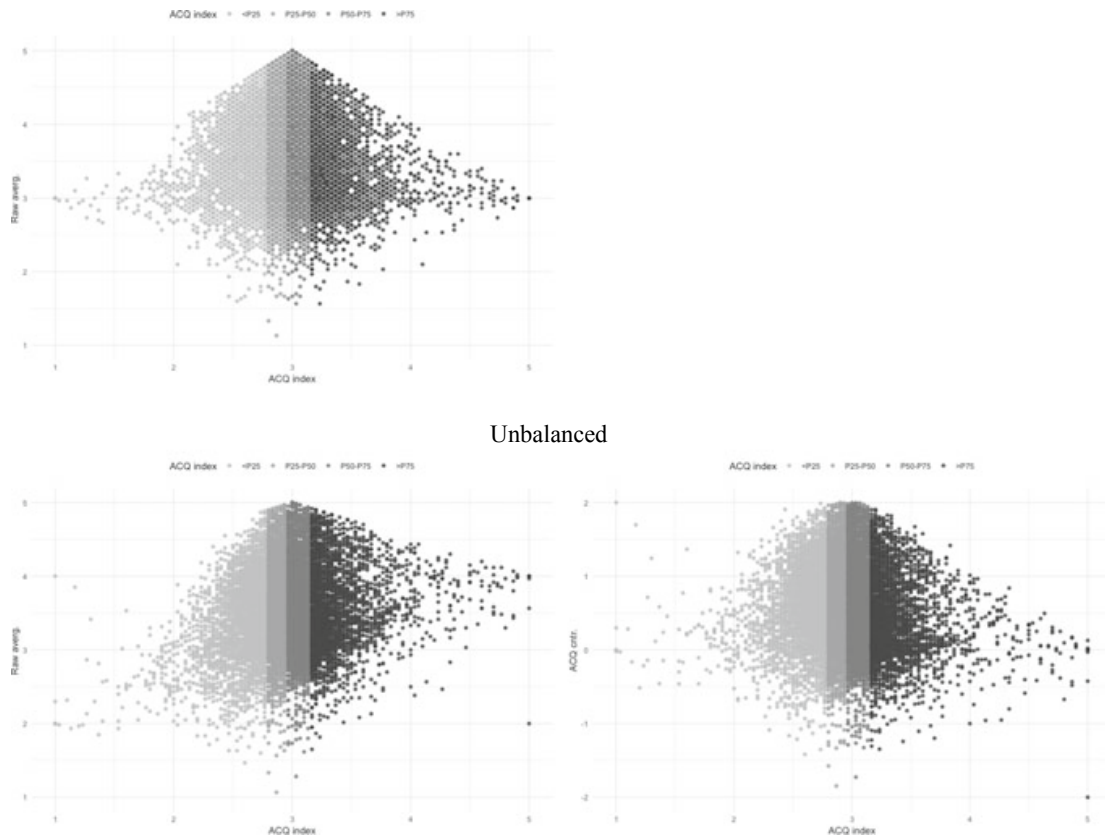 ACQ index <P25 P25-P50 P50-P75 >P75
5
4
3
2
1
Raw averg.
1 2 3 4 5
ACQ index
Unbalanced
ACQ index <P25 P25-P50 P50-P75 >P75
5
4
3
2
1
Raw averg.
1 2 3 4 5
ACQ index
ACQ index <P25 P25-P50 P50-P75 >P75
2
1
0
-1
-2
ACQ cntr.
1 2 3 4 5
ACQ index